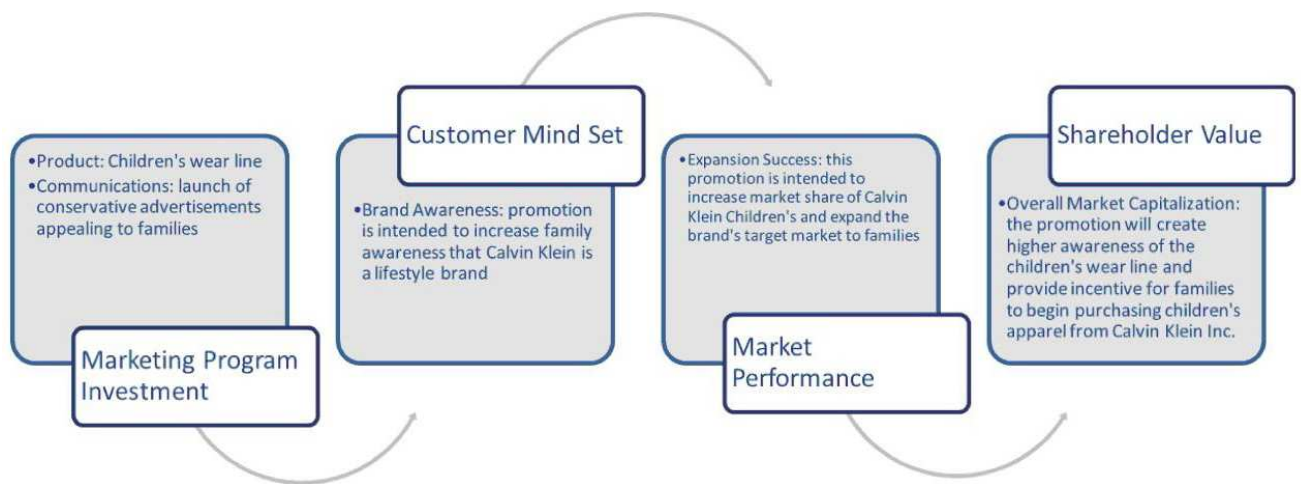 •Product: Children's wear line
•Communications: launch of
conservative advertisements
appealing to families
Marketing Program
Investment
Customer Mind Set
•Brand Awareness: promotion
is intended to increase family
awareness that Calvin Klein is
a lifestyle brand
•Expansion Success: this
promotion is intended to
increase market share of Calvin
Klein Children's and expand the
brand's target market to families
Market
Performance
Shareholder Value
•Overall Market Capitalization:
the promotion will create
higher awareness of the
children's wear line and
provide incentive for families
to begin purchasing children's
apparel from Calvin Klein Inc.